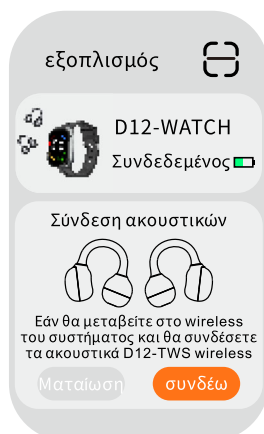 εξοπλισμός
D12-WATCH
Συνδεδεμένος
Σύνδεση ακουστικών
Εάν θα μεταβείτε στο wireless
του συστήματος και θα συνδέσετε
τα ακουστικά D12-TWS wireless
Ματαίωση συνδέω